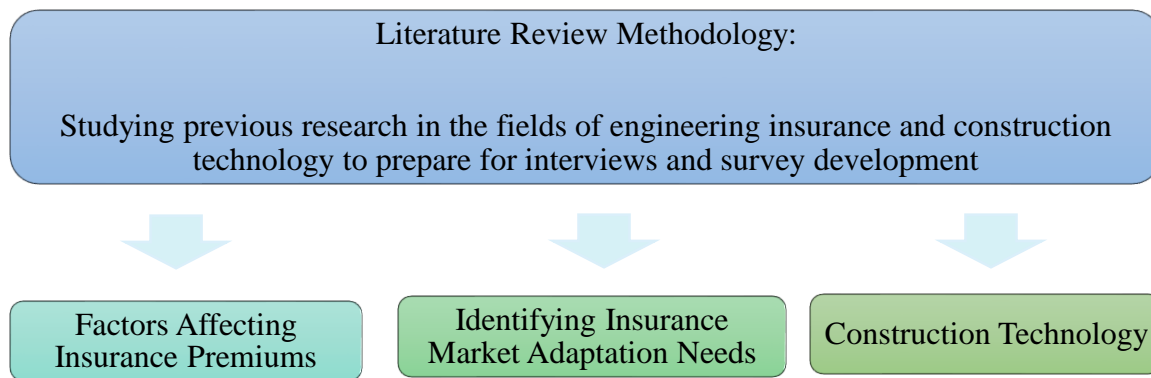 Literature Review Methodology:
Studying previous research in the fields of engineering insurance and construction
technology to prepare for interviews and survey development
Factors Affecting
Insurance Premiums
Identifying Insurance
Market Adaptation Needs
Construction Technology